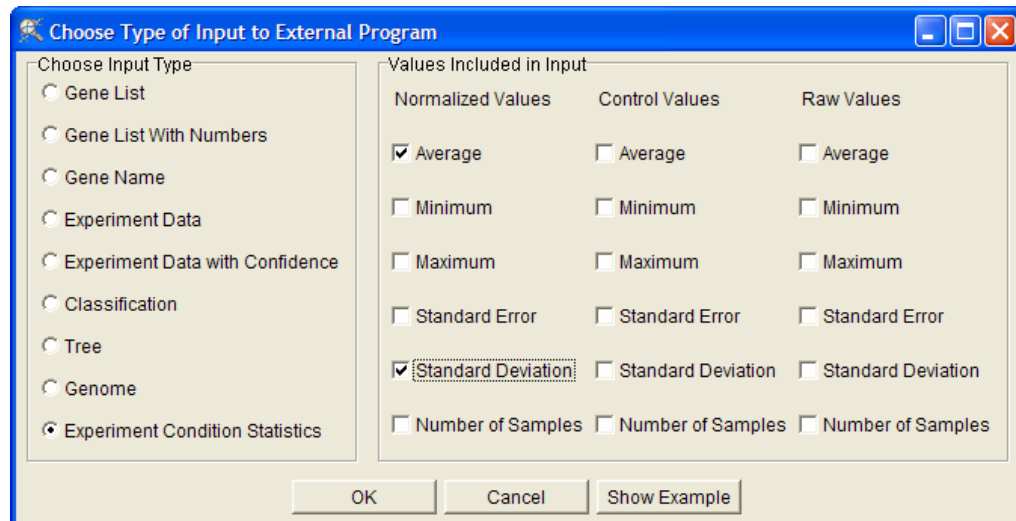 Choose Type of Input to External Program
Choose Input Type
Gene List
Gene List With Numbers
Gene Name
Experiment Data
Experiment Data with Confidence
Classification
Tree
Genome
Experiment Condition Statistics
Values Included in Input
Normalized Values Control Values Raw Values
Average Average Average
Minimum Minimum Minimum
Maximum Maximum Maximum
Standard Error Standard Error Standard Error
Standard Deviation Standard Deviation Standard Deviation
Number of Samples Number of Samples Number of Samples
OK Cancel Show Example